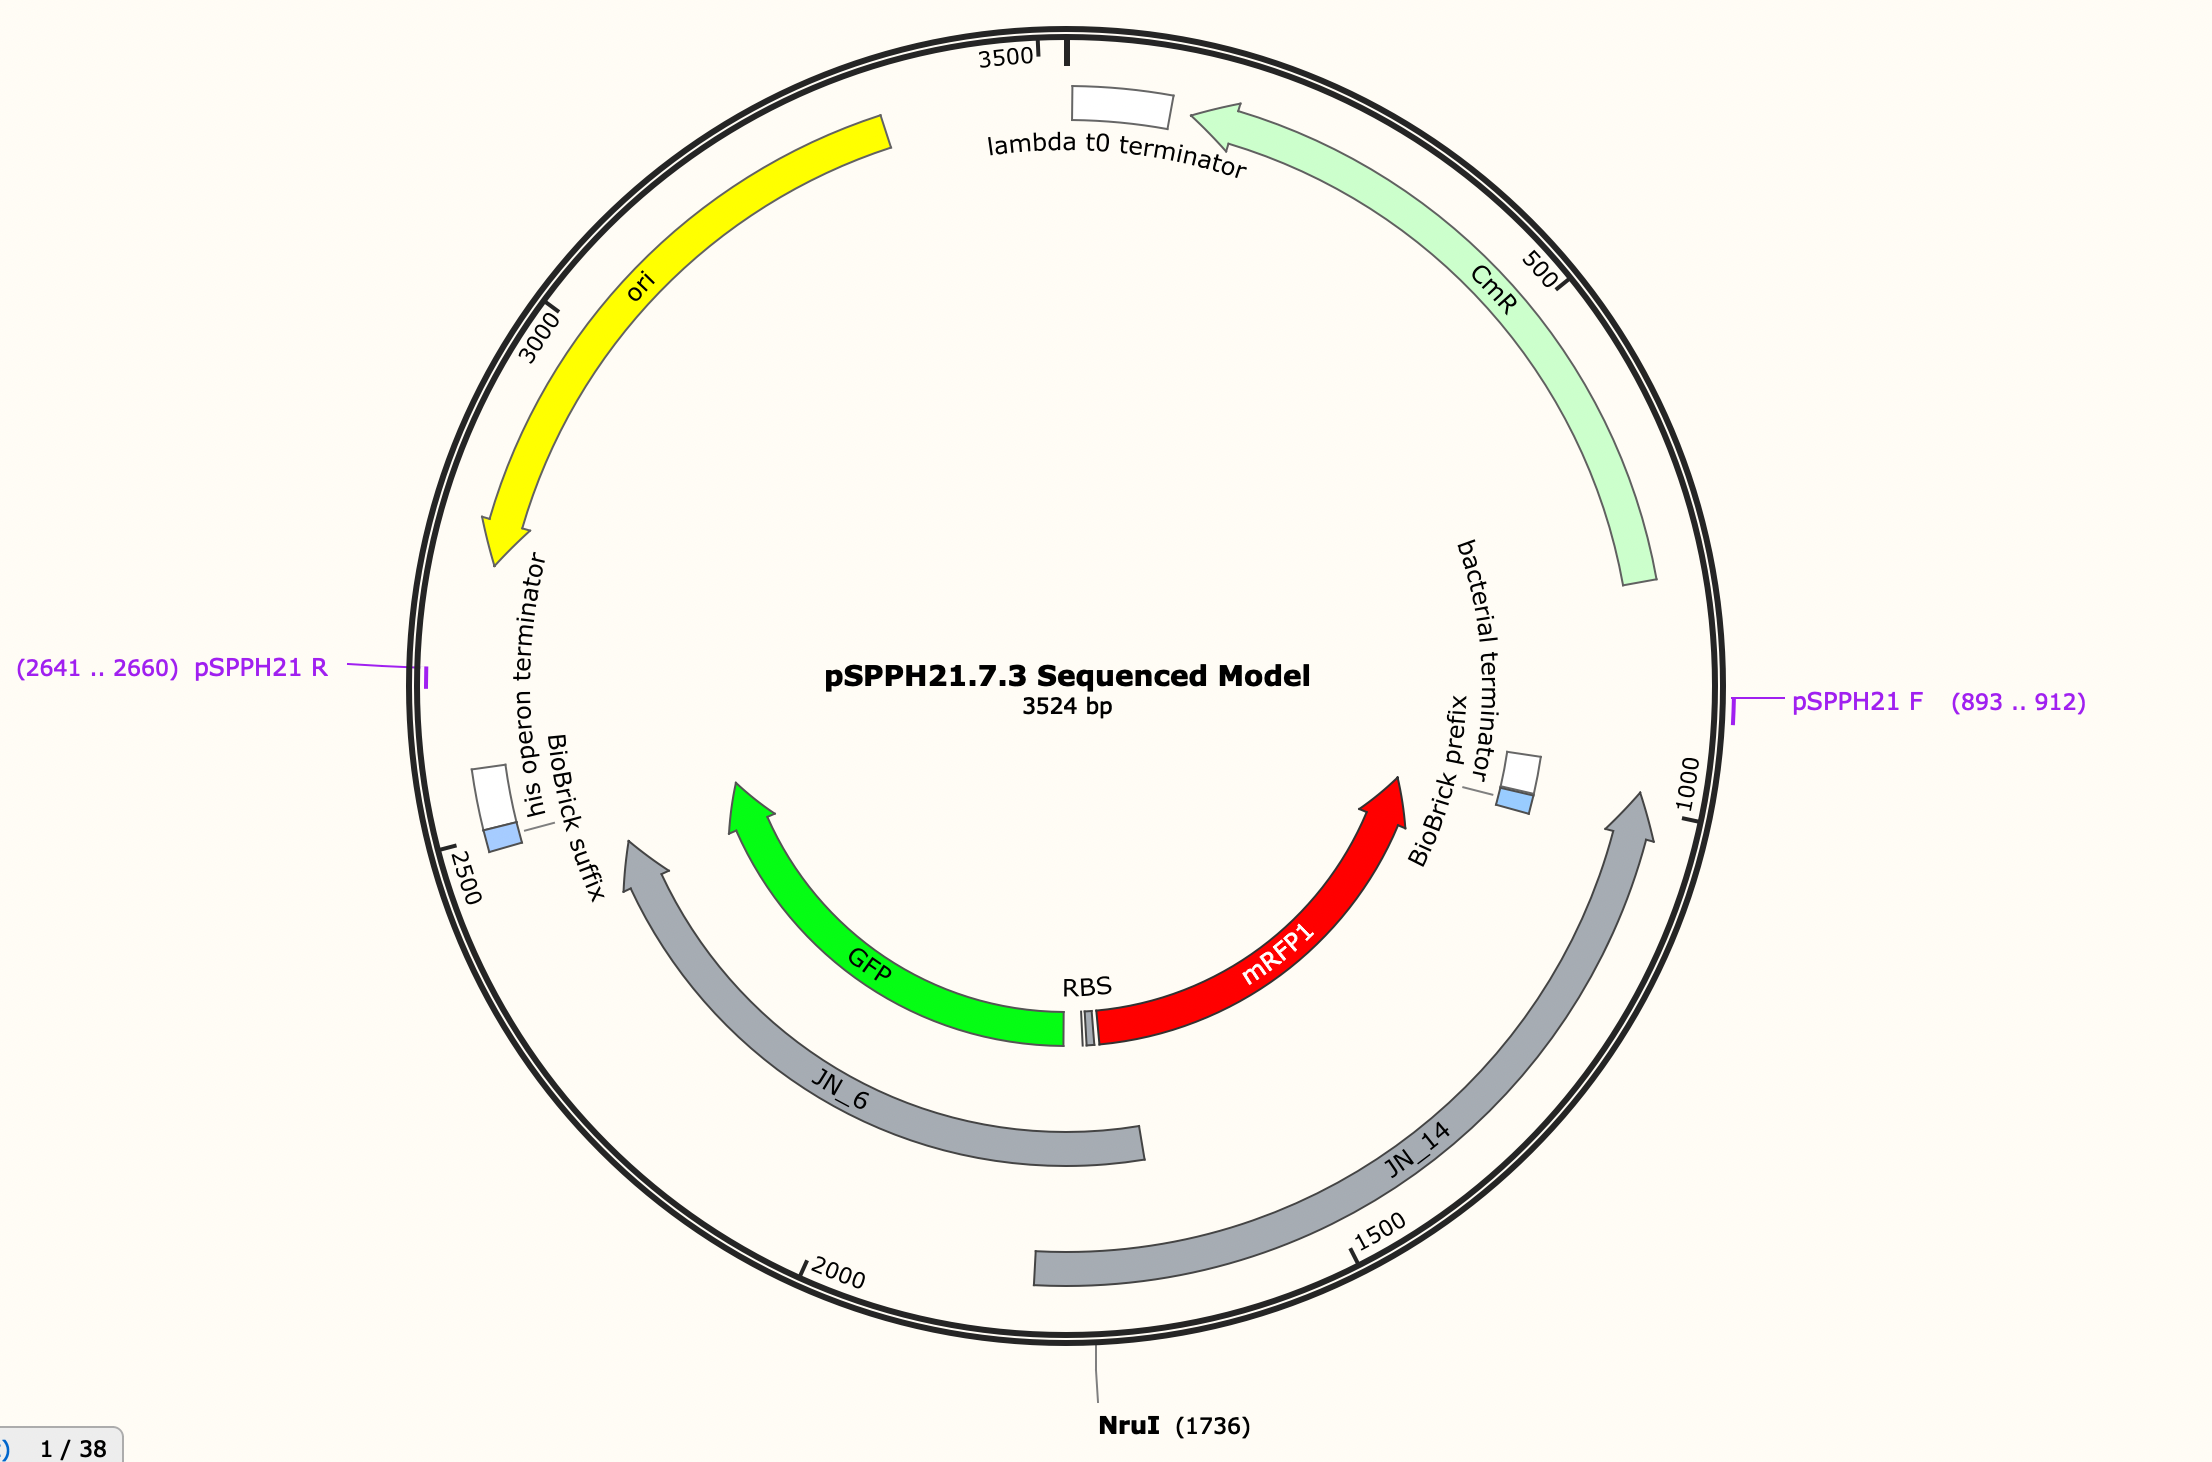 3500
lambda t0 terminator
CmR
500
ori
3000
bacterial terminator
his operon terminator
(2641 .. 2660) pSPPH21 R
pSPPH21.7.3 Sequenced Model
3524 bp
pSPPH21 F (893 .. 912)
BioBrick prefix
BioBrick suffix
1000
2500
GFP
mRFP1
RBS
JN_6
JN_14
1500
2000
NruI (1736)
) 1 / 38